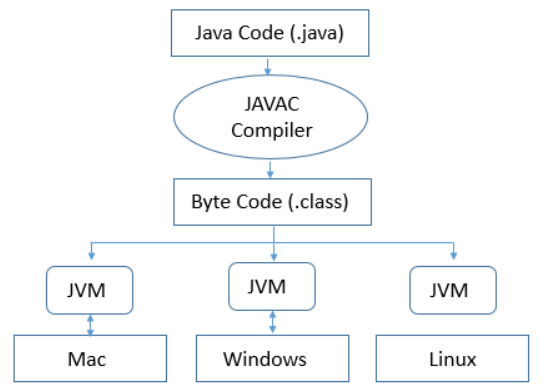 Java Code (.java)
JAVAC
Compiler
Byte Code (.class)
JVM
JVM
JVM
Mac
Windows
Linux